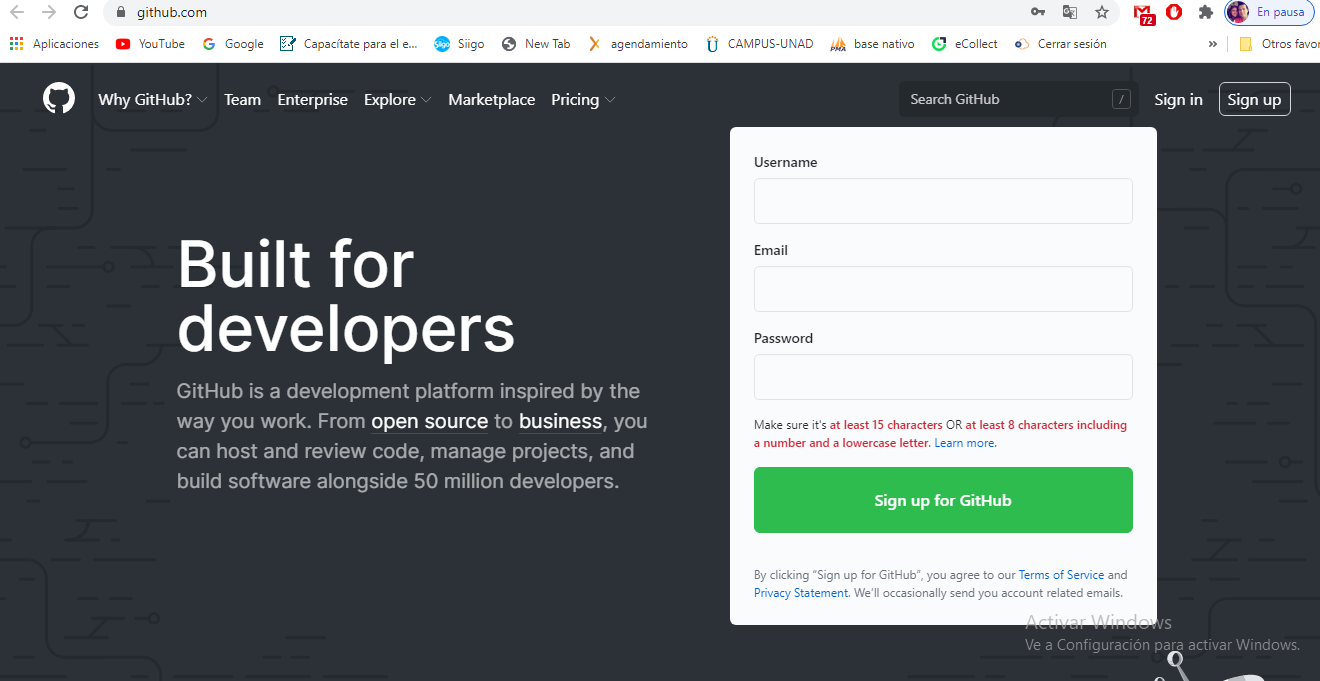 github.com
72
En pausa
Aplicaciones YouTube Google Capacítate para el e... Siigo New Tab agendamiento CAMPUS-UNAD base nativo eCollect Cerrar sesión » Otros favor
Why GitHub? Team Enterprise Explore Marketplace Pricing Search GitHub / Sign in Sign up
Username
Built for
developers
Email
Password
GitHub is a development platform inspired by the
way you work. From open source to business, you
can host and review code, manage projects, and
build software alongside 50 million developers.
Make sure it's at least 15 characters OR at least 8 characters including
a number and a lowercase letter. Learn more.
Sign up for GitHub
By clicking “Sign up for GitHub”, you agree to our Terms of Service and
Privacy Statement. We’ll occasionally send you account related emails.
Activar Windows
Ve a Configuración para activar Windows.